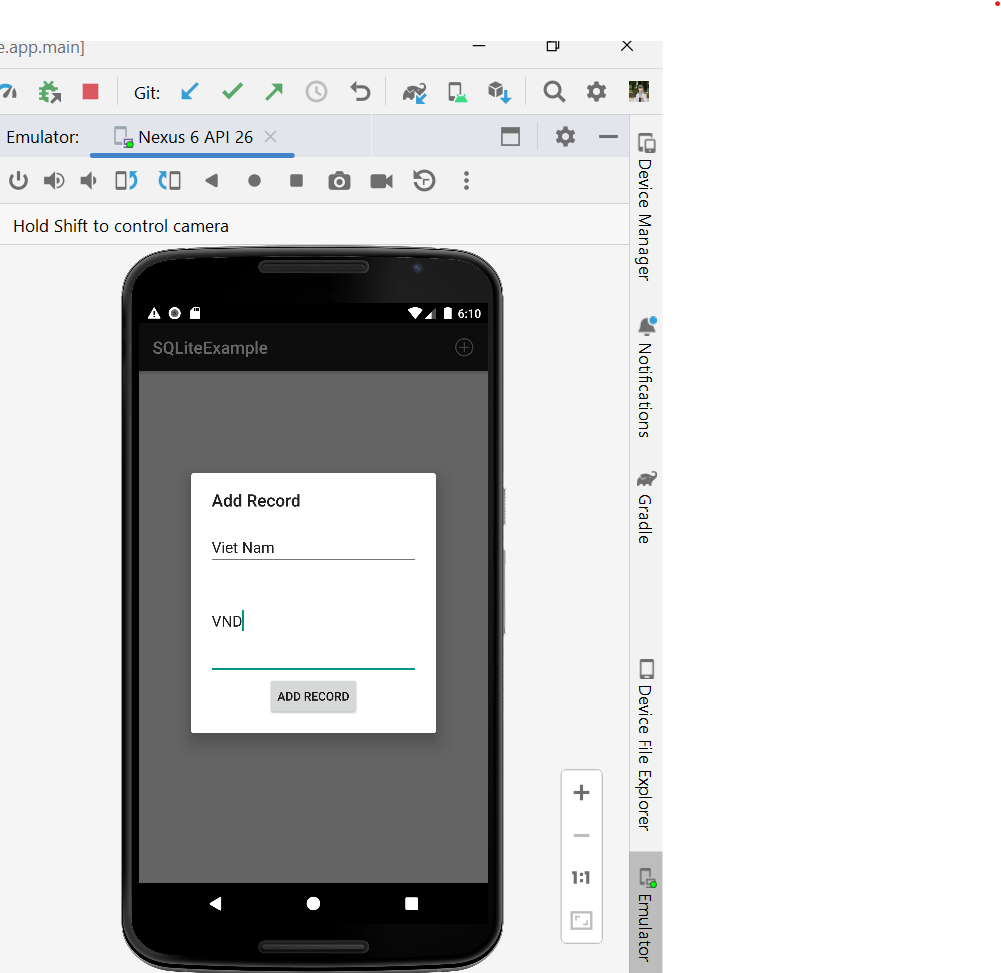 e.app.main]
Git:
Emulator: Nexus 6 API 26
Hold Shift to control camera
6:10
SQLiteExample
Add Record
Viet Nam
VND
ADD RECORD
1:1
Device Manager
Notifications
Gradle
Device File Explorer
Emulator